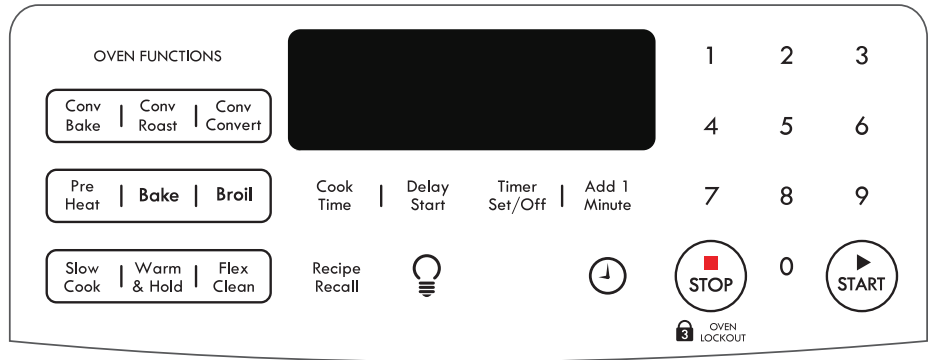 OVEN FUNCTIONS
Conv Bake
Conv Roast
Conv Convert
Pre Heat
Bake
Broil
Slow Cook
Warm & Hold
Flex Clean
Cook Time
Delay Start
Timer Set/Off
Add 1 Minute
Recipe Recall
1 2 3
4 5 6
7 8 9
STOP
0
START
3
OVEN LOCKOUT